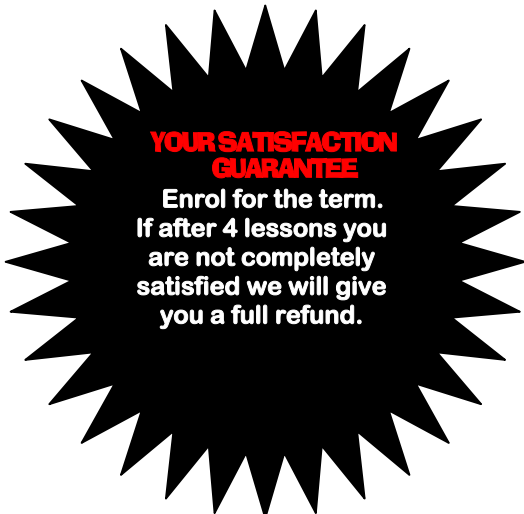 YOUR SATISFACTION
GUARANTEE
Enrol for the term.
If after 4 lessons you
are not completely
satisfied we will give
you a full refund.